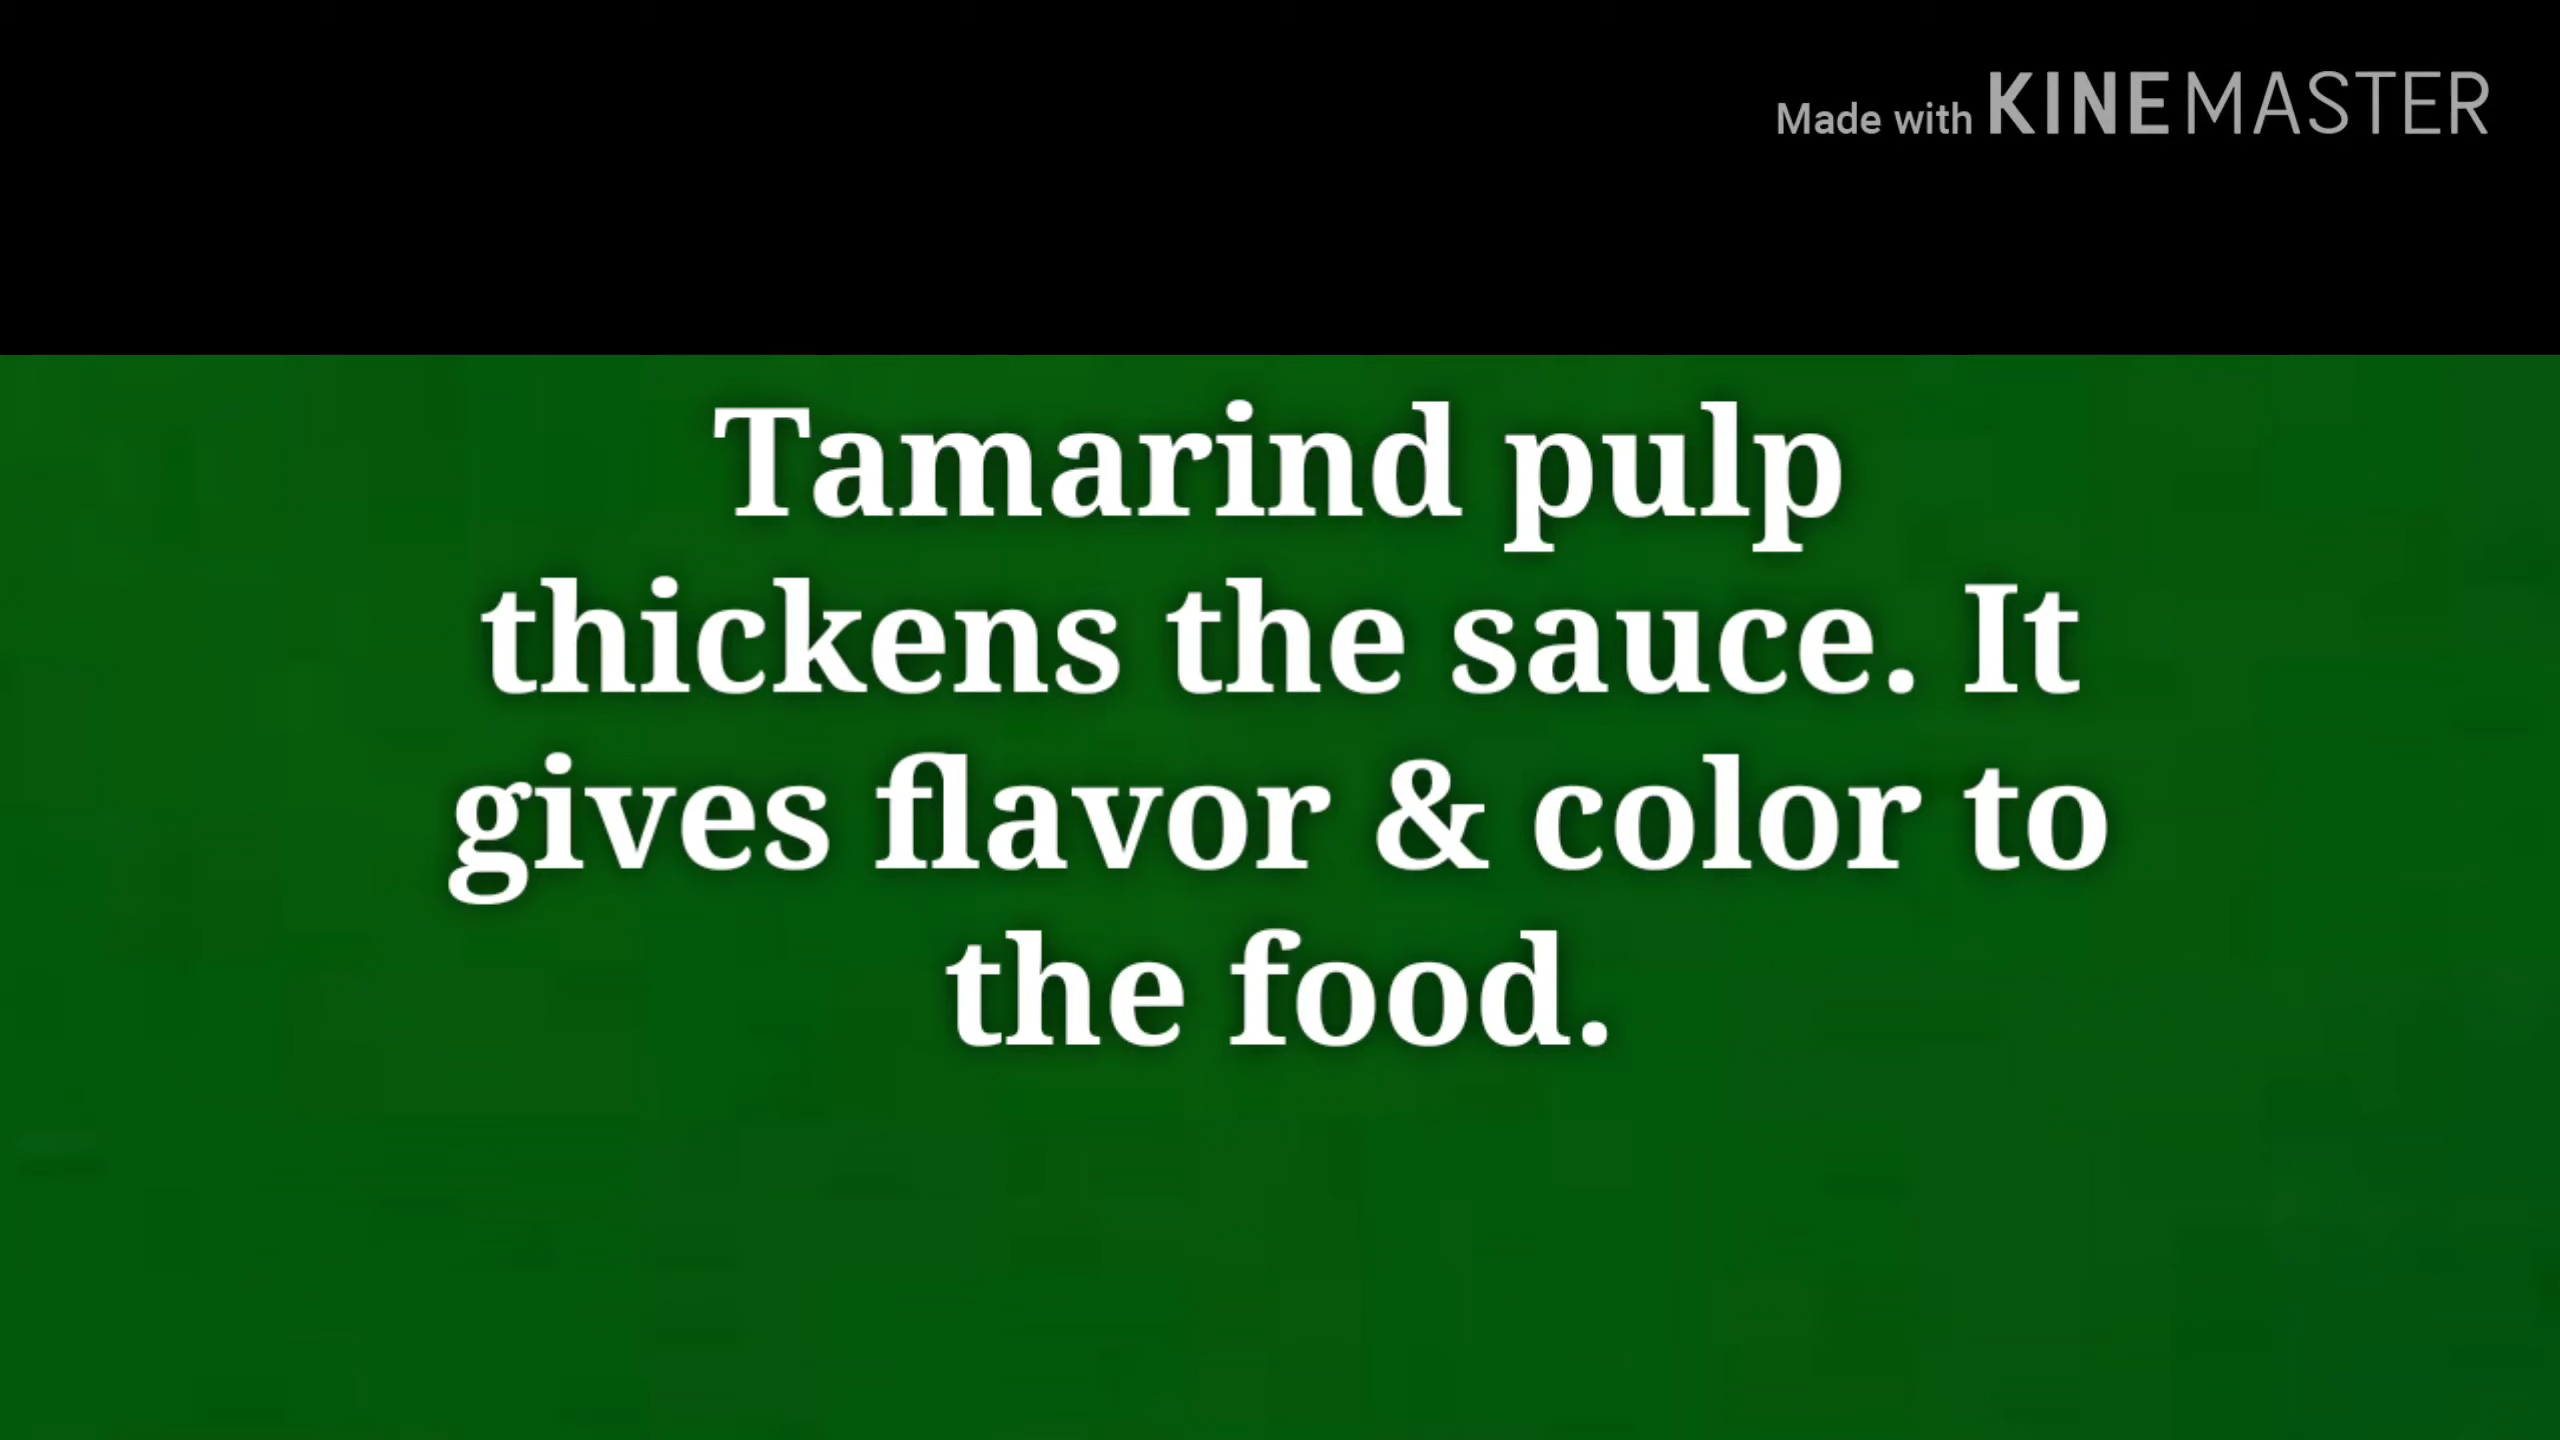 Made with KINEMASTER
Tamarind pulp
thickens the sauce. It
gives flavor & color to
the food.